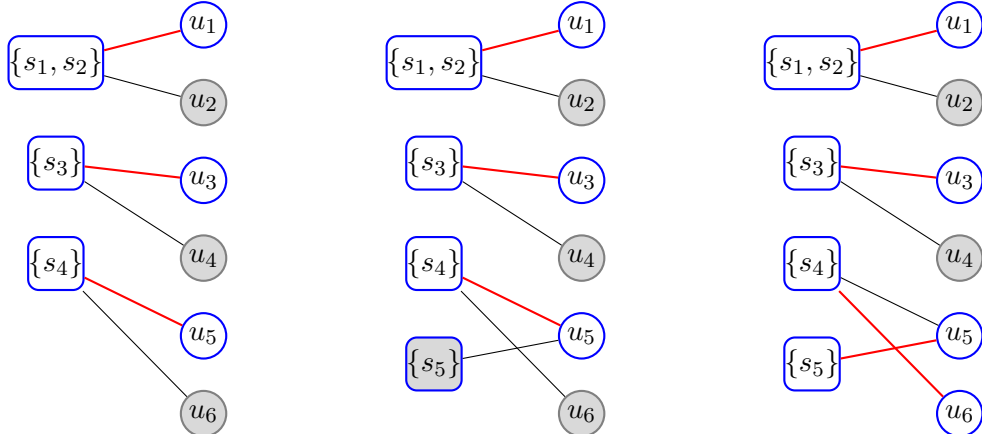 {s₁, s₂} u₁ u₂ {s₃} u₃ u₄ {s₄} u₅ u₆
{s₁, s₂} u₁ u₂ {s₃} u₃ u₄ {s₄} u₅ {s₅} u₆
{s₁, s₂} u₁ u₂ {s₃} u₃ u₄ {s₄} u₅ {s₅} u₆